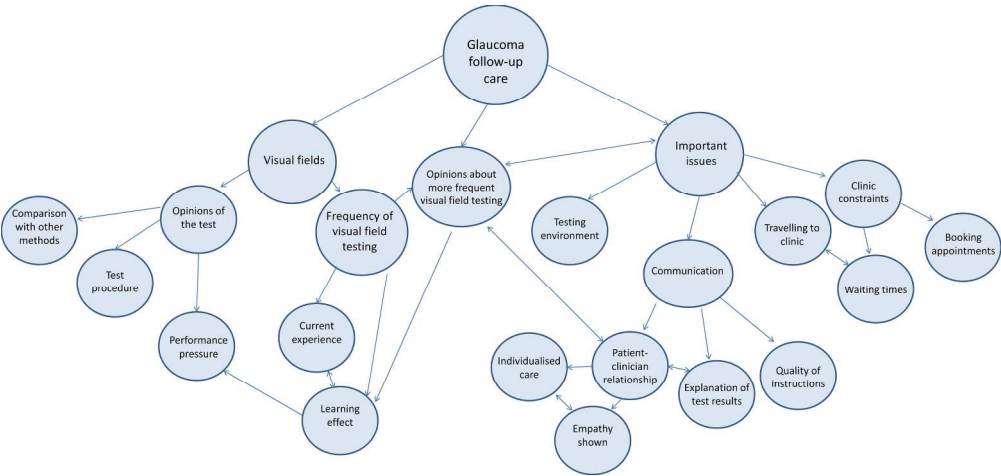 Glaucoma
follow-up
care
Visual fields
Opinions about
more frequent
visual field testing
Important
issues
Comparison
with other
methods
Opinions of
the test
Frequency of
visual field
testing
Testing
environment
Travelling to
clinic
Clinic
constraints
Booking
appointments
Test
procedure
Communication
Waiting times
Performance
pressure
Current
experience
Individualised
care
Patient-
clinician
relationship
Explanation of
test results
Quality of
instructions
Learning
effect
Empathy
shown